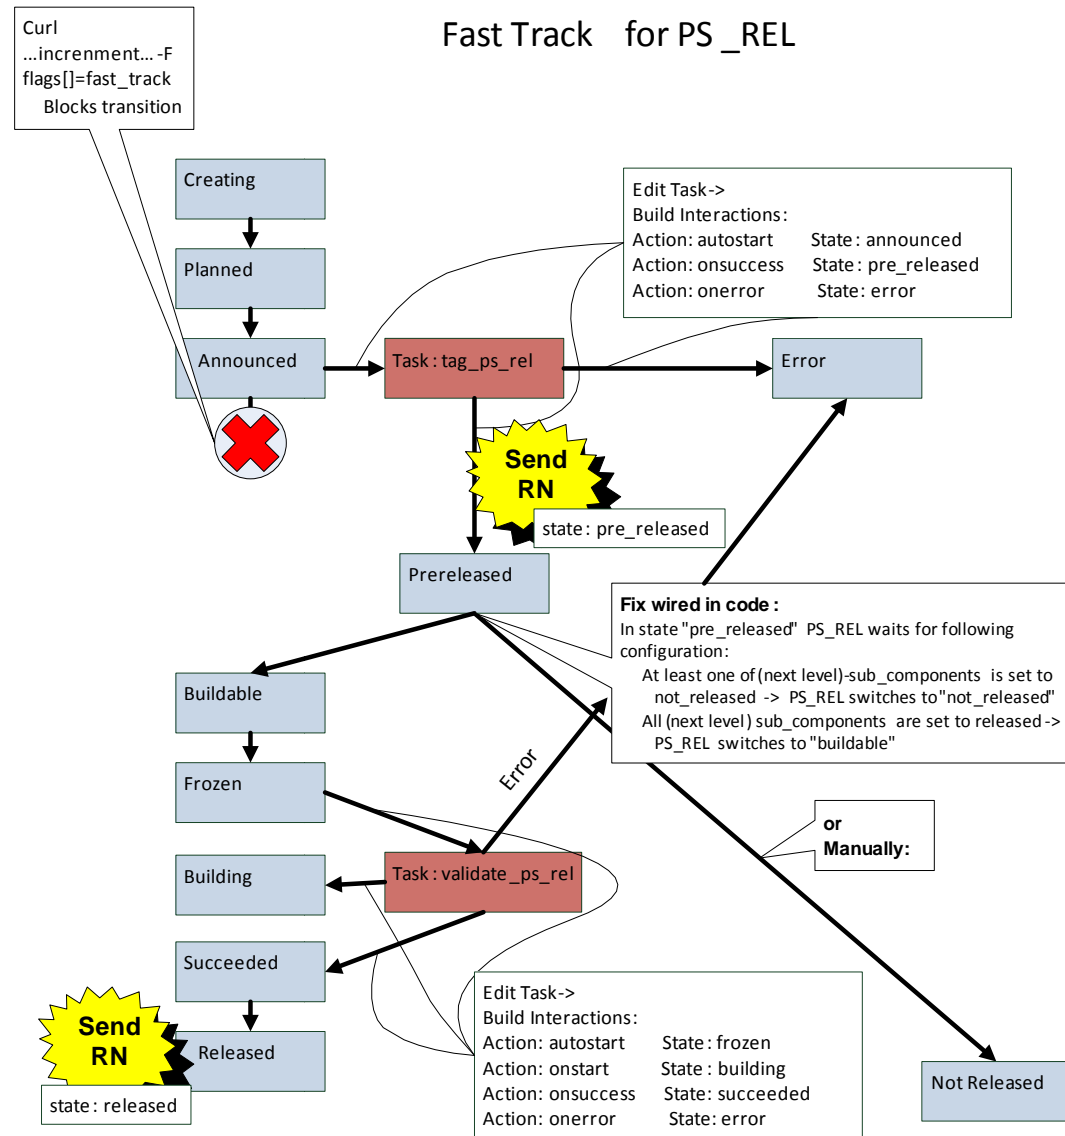 Fast Track for PS _REL
Curl
...increnment... -F
flags[]=fast_track
Blocks transition
Creating
Planned
Announced
Task : tag_ps_rel
Error
Edit Task->
Build Interactions :
Action: autostart State : announced
Action: onsuccess State : pre_released
Action: onerror State : error
Send
RN
state : pre_released
Prereleased
Fix wired in code :
In state "pre_released" PS_REL waits for following
configuration:
At least one of (next level)-sub_components is set to
not_released -> PS_REL switches to "not_released"
All (next level) sub_components are set to released ->
PS_REL switches to "buildable"
Buildable
Frozen
Error
or
Manually:
Building
Task : validate _ps_rel
Succeeded
Send
RN
Released
state : released
Edit Task->
Build Interactions :
Action: autostart State : frozen
Action: onstart State : building
Action: onsuccess State: succeeded
Action: onerror State: error
Not Released